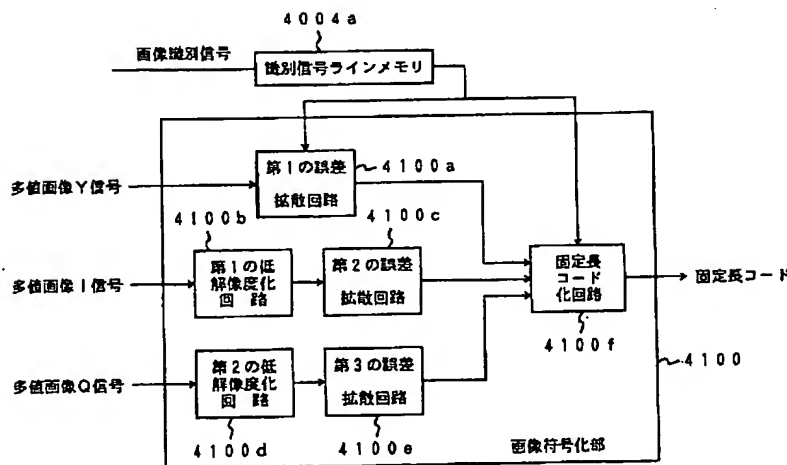 4004a
画像識別信号
識別信号ラインメモリ
多値画像Y信号
第1の誤差
拡散回路
4100a
4100b
4100c
多値画像I信号
第1の低
解像度化
回 路
第2の誤差
拡散回路
固定長
コード
化回路
固定長コード
4100f
4100
多値画像Q信号
第2の低
解像度化
回 路
第3の誤差
拡散回路
4100d
4100e
画像符号化部